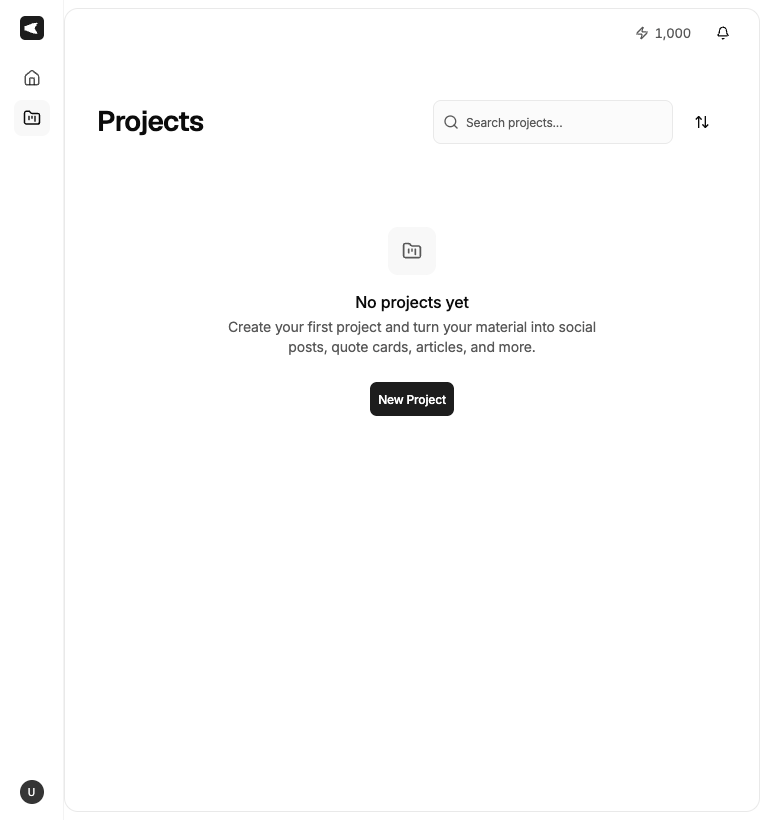 1,000
Projects
Search projects...
No projects yet
Create your first project and turn your material into social
posts, quote cards, articles, and more.
New Project
U